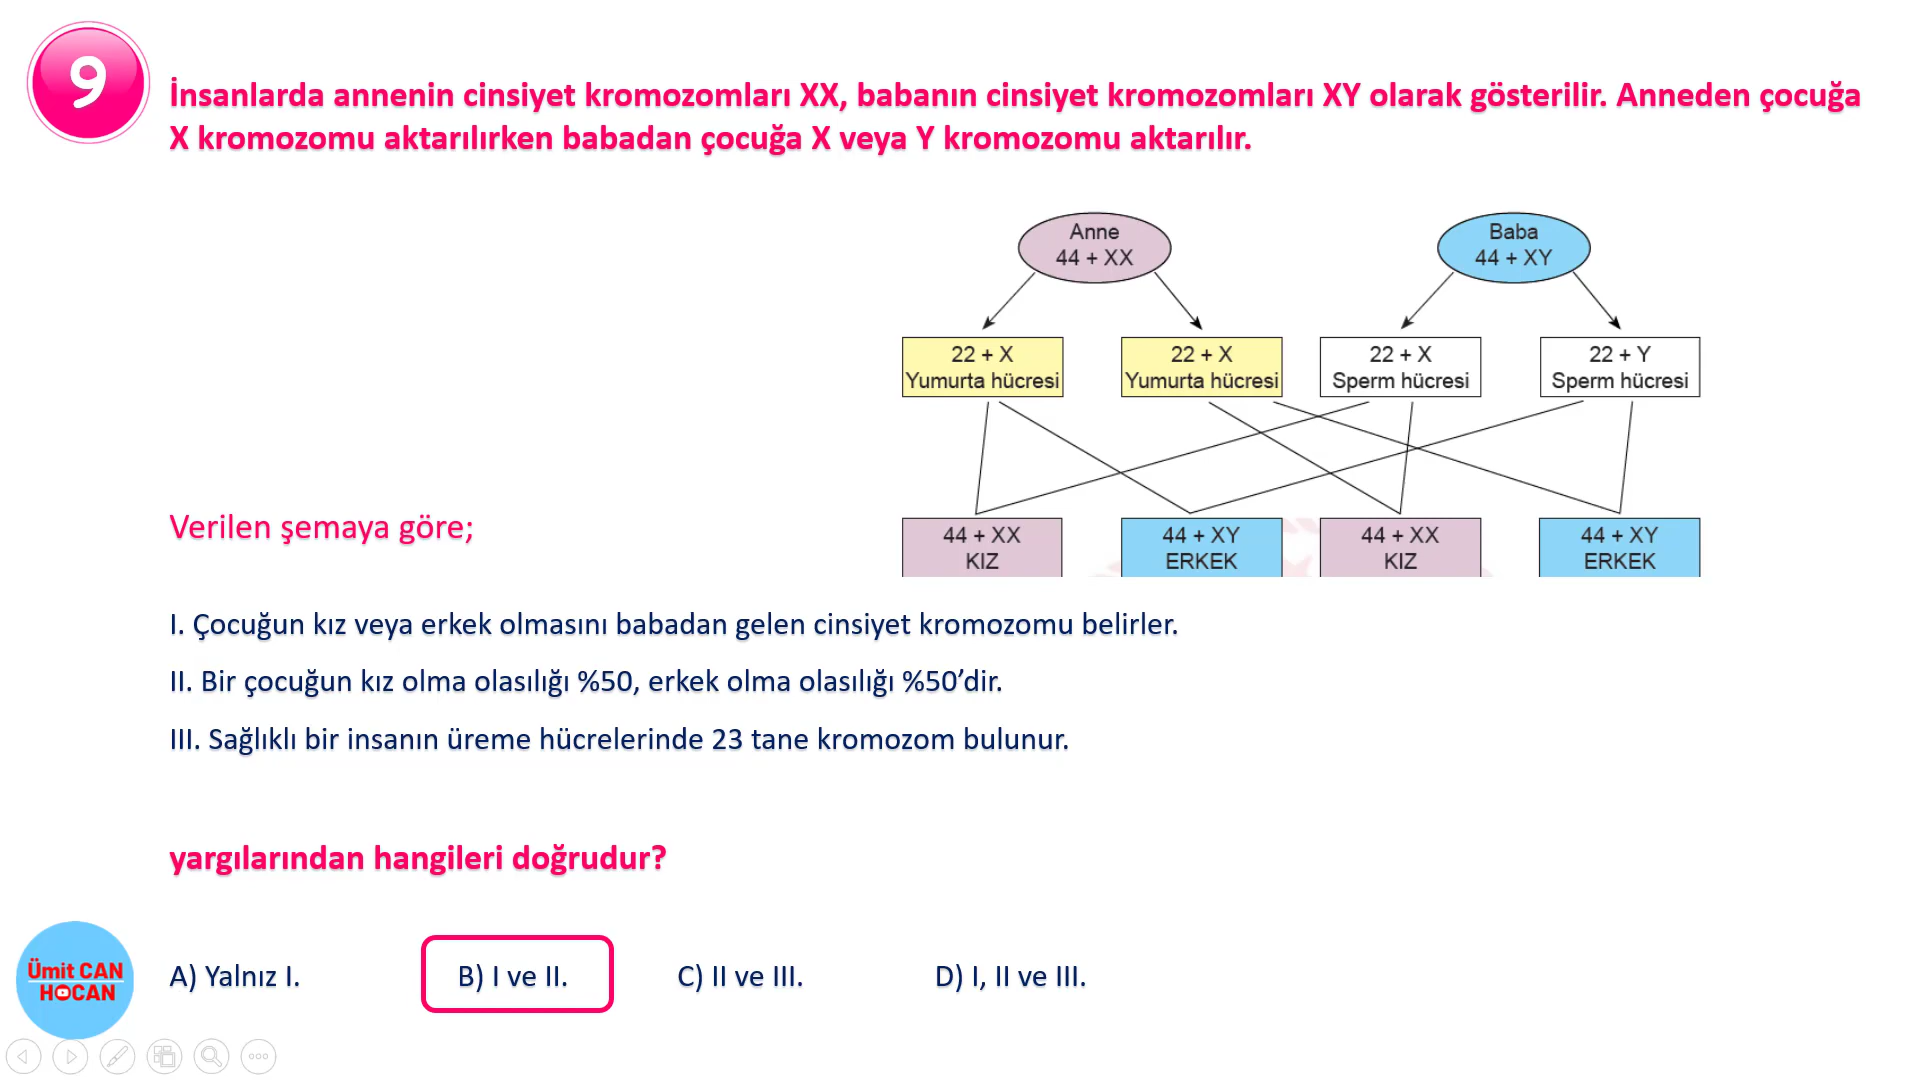 9
İnsanlarda annenin cinsiyet kromozomları XX, babanın cinsiyet kromozomları XY olarak gösterilir. Anneden çocuğa
X kromozomu aktarılırken babadan çocuğa X veya Y kromozomu aktarılır.
Anne
44 + XX
Baba
44 + XY
22 + X
Yumurta hücresi
22 + X
Yumurta hücresi
22 + X
Sperm hücresi
22 + Y
Sperm hücresi
44 + XX
KIZ
44 + XY
ERKEK
44 + XX
KIZ
44 + XY
ERKEK
Verilen şemaya göre;
I. Çocuğun kız veya erkek olmasını babadan gelen cinsiyet kromozomu belirler.
II. Bir çocuğun kız olma olasılığı %50, erkek olma olasılığı %50’dir.
III. Sağlıklı bir insanın üreme hücrelerinde 23 tane kromozom bulunur.
yargılarından hangileri doğrudur?
A) Yalnız I.
B) I ve II.
C) II ve III.
D) I, II ve III.
Ümit CAN
HOCAN